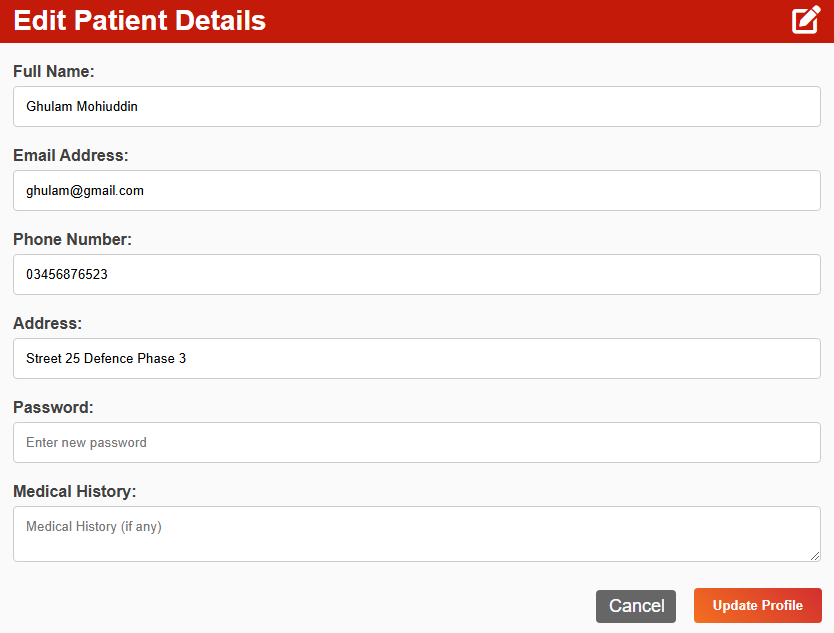 Edit Patient Details
Full Name:
Ghulam Mohiuddin
Email Address:
ghulam@gmail.com
Phone Number:
03456876523
Address:
Street 25 Defence Phase 3
Password:
Enter new password
Medical History:
Medical History (if any)
Cancel Update Profile